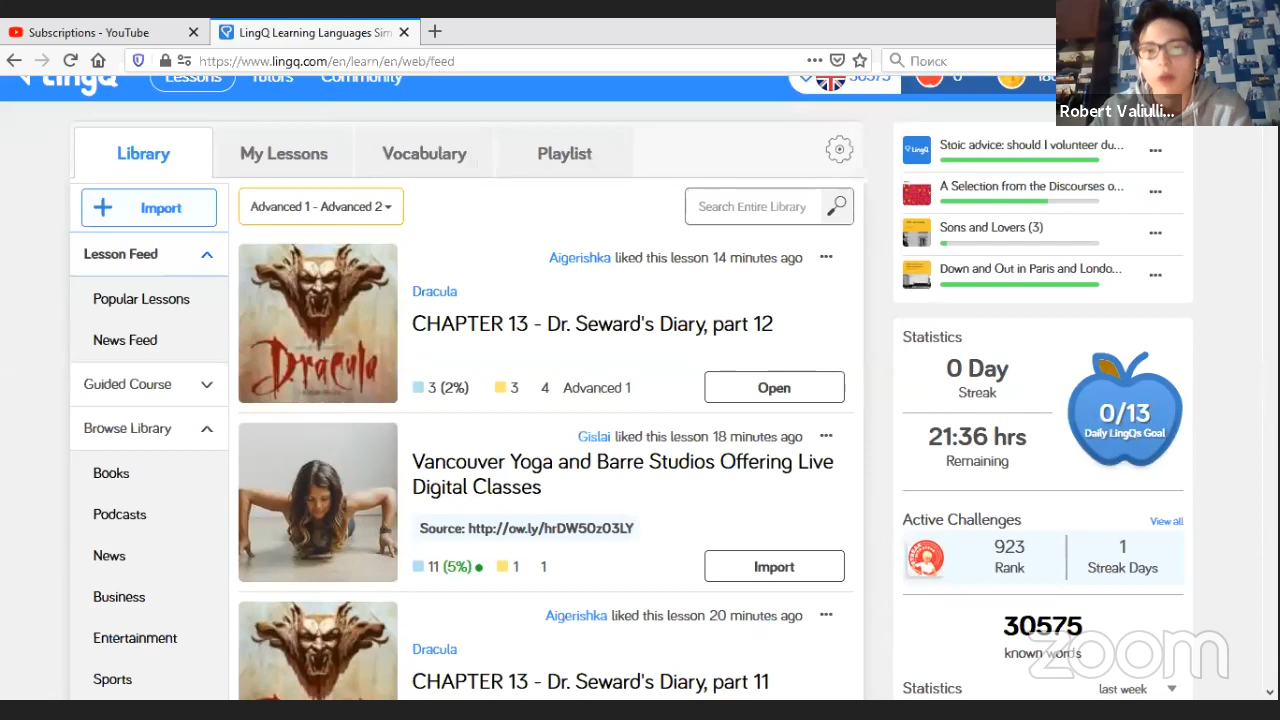 Subscriptions - YouTube
LingQ Learning Languages Sim
https://www.lingq.com/en/learn/en/web/feed
Поиск
Robert Valiulli...
LingQ
Lessons
Tutors
Community
30575
0
Library
My Lessons
Vocabulary
Playlist
Import
Advanced 1 - Advanced 2
Search Entire Library
Lesson Feed
Popular Lessons
News Feed
Guided Course
Browse Library
Books
Podcasts
News
Business
Entertainment
Sports
Aigerishka liked this lesson 14 minutes ago
Dracula
Dracula
CHAPTER 13 - Dr. Seward's Diary, part 12
3 (2%) 3 4 Advanced 1
Open
Gislai liked this lesson 18 minutes ago
Vancouver Yoga and Barre Studios Offering Live
Digital Classes
Source: http://ow.ly/hrDW50z03LY
11 (5%) 1 1
Import
Aigerishka liked this lesson 20 minutes ago
Dracula
CHAPTER 13 - Dr. Seward's Diary, part 11
LingQ
Stoic advice: should I volunteer du...
A Selection from the Discourses o...
Sons and Lovers (3)
Down and Out in Paris and Londo...
Statistics
0 Day
Streak
21:36 hrs
Remaining
0/13
Daily LingQs Goal
Active Challenges
View all
923
Rank
1
Streak Days
30575
known words
zoom
Statistics
last week